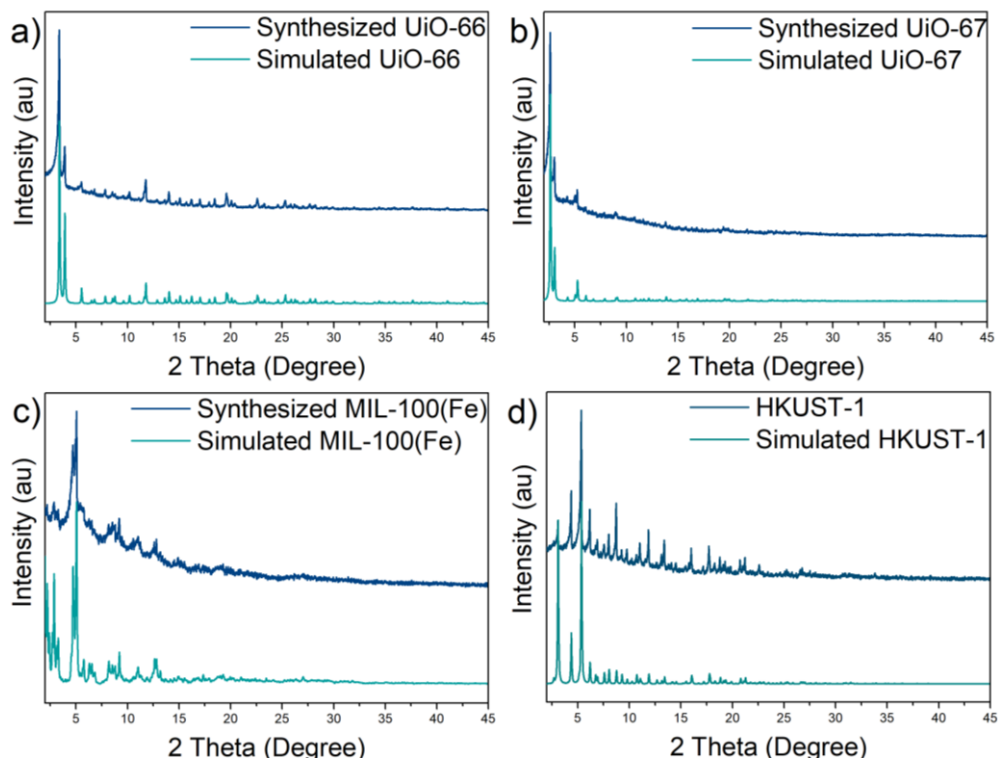 a)
Synthesized UiO-66
Simulated UiO-66
Intensity (au)
5 10 15 20 25 30 35 40 45
2 Theta (Degree)
b)
Synthesized UiO-67
Simulated UiO-67
Intensity (au)
5 10 15 20 25 30 35 40 45
2 Theta (Degree)
c)
Synthesized MIL-100(Fe)
Simulated MIL-100(Fe)
Intensity (au)
5 10 15 20 25 30 35 40 45
2 Theta (Degree)
d)
HKUST-1
Simulated HKUST-1
Intensity (au)
5 10 15 20 25 30 35 40 45
2 Theta (Degree)